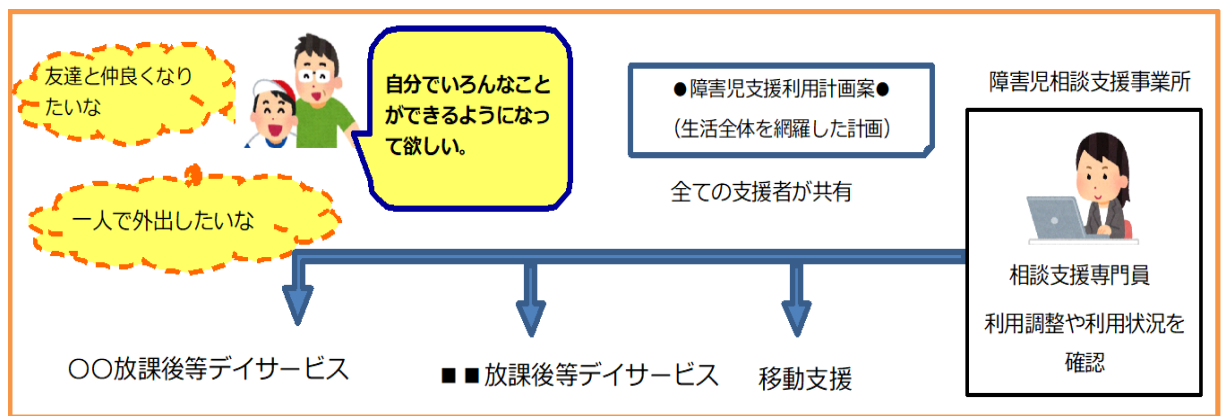 友達と仲良くなり
たいな
自分でいろんなこと
ができるようになっ
て欲しい。
一人で外出したいな
●障害児支援利用計画案●
（生活全体を網羅した計画）
全ての支援者が共有
障害児相談支援事業所
相談支援専門員
利用調整や利用状況を
確認
〇〇放課後等デイサービス
■■放課後等デイサービス
移動支援